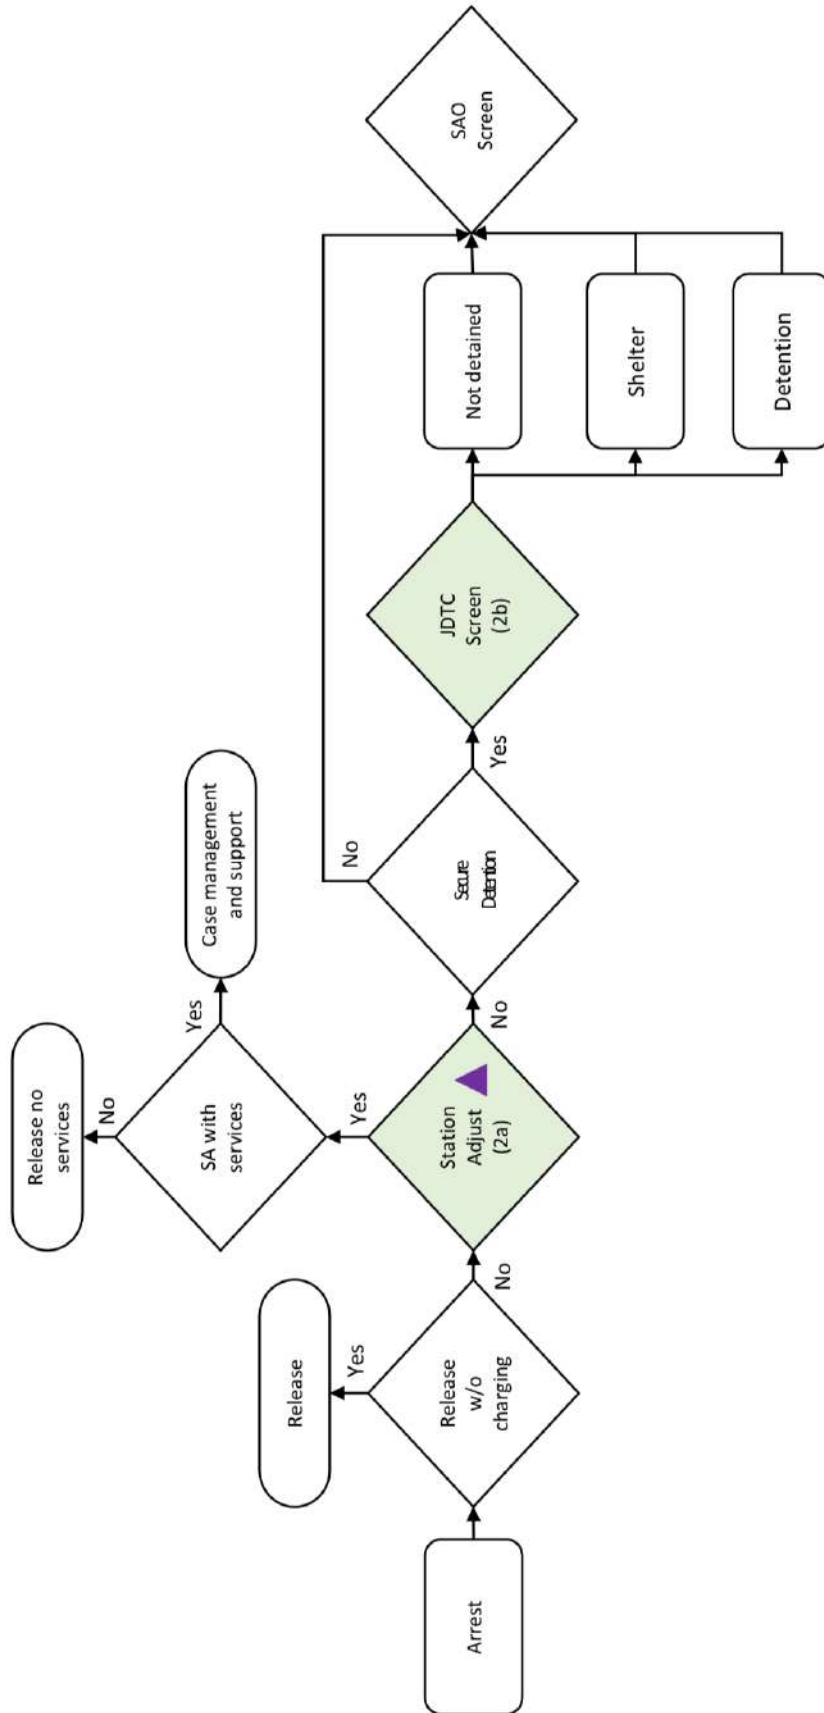 Arrest
Release
w/o
charging
Yes
Release
No
Station
Adjust
(2a)
Yes
SA with
services
No
Release no
services
Yes
Case management
and support
No
Secure
Detention
No
Yes
JDTC
Screen
(2b)
Not detained
Shelter
Detention
SAO
Screen